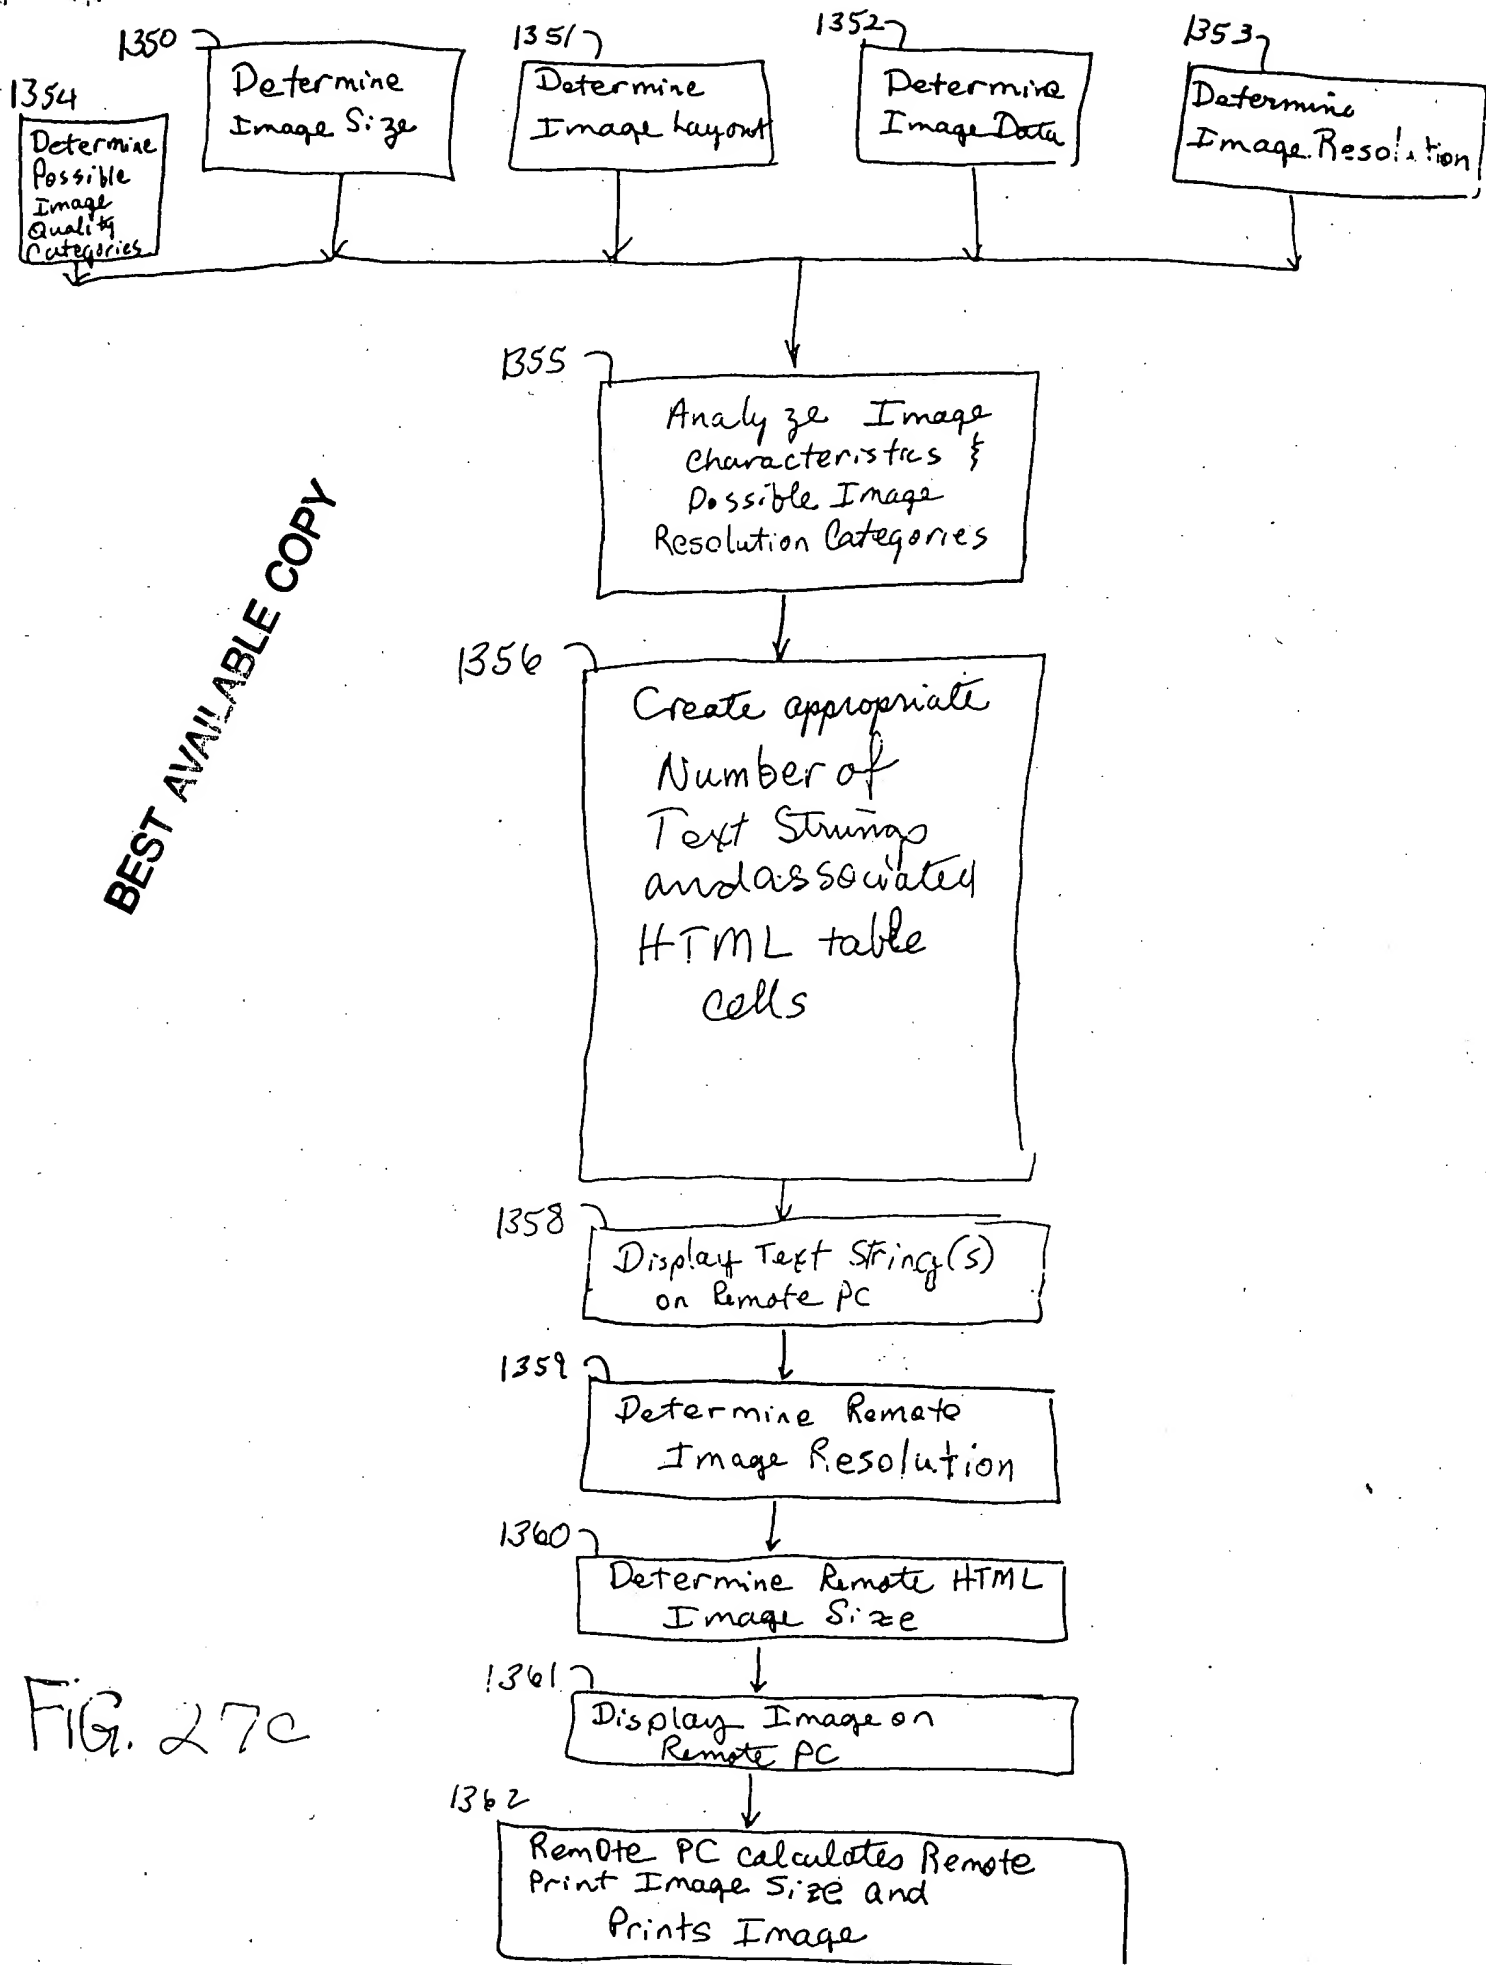 1350
1351
1352
1353
1354
Determine
Image Size
Determine
Image Layout
Determine
Image Data
Determine
Image Resolution
Determine
Possible
Image
Quality
Categories
1355
Analyze Image
Characteristics &
Possible Image
Resolution Categories
BEST AVAILABLE COPY
1356
Create appropriate
Number of
Text Strings
and associated
HTML table
cells
1358
Display Text String(s)
on Remote PC
1359
Determine Remote
Image Resolution
1360
Determine Remote HTML
Image Size
1361
Display Image on
Remote PC
FIG. 27c
1362
Remote PC calculates Remote
Print Image Size and
Prints Image